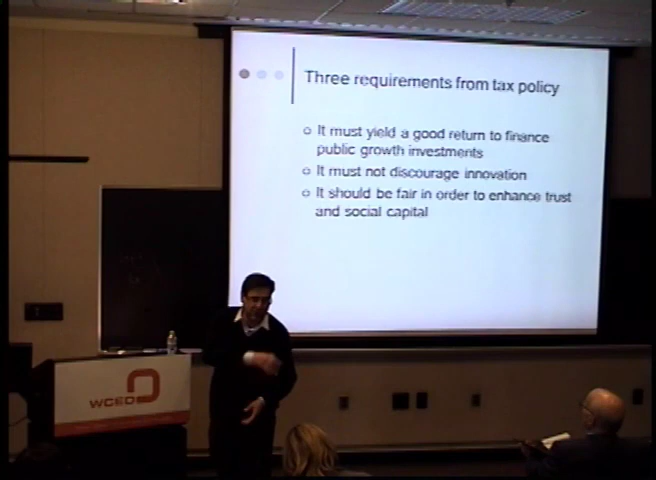 Three requirements from tax policy
It must yield a good return to finance
public growth investments
It must not discourage innovation
It should be fair in order to enhance trust
and social capital
WCEO